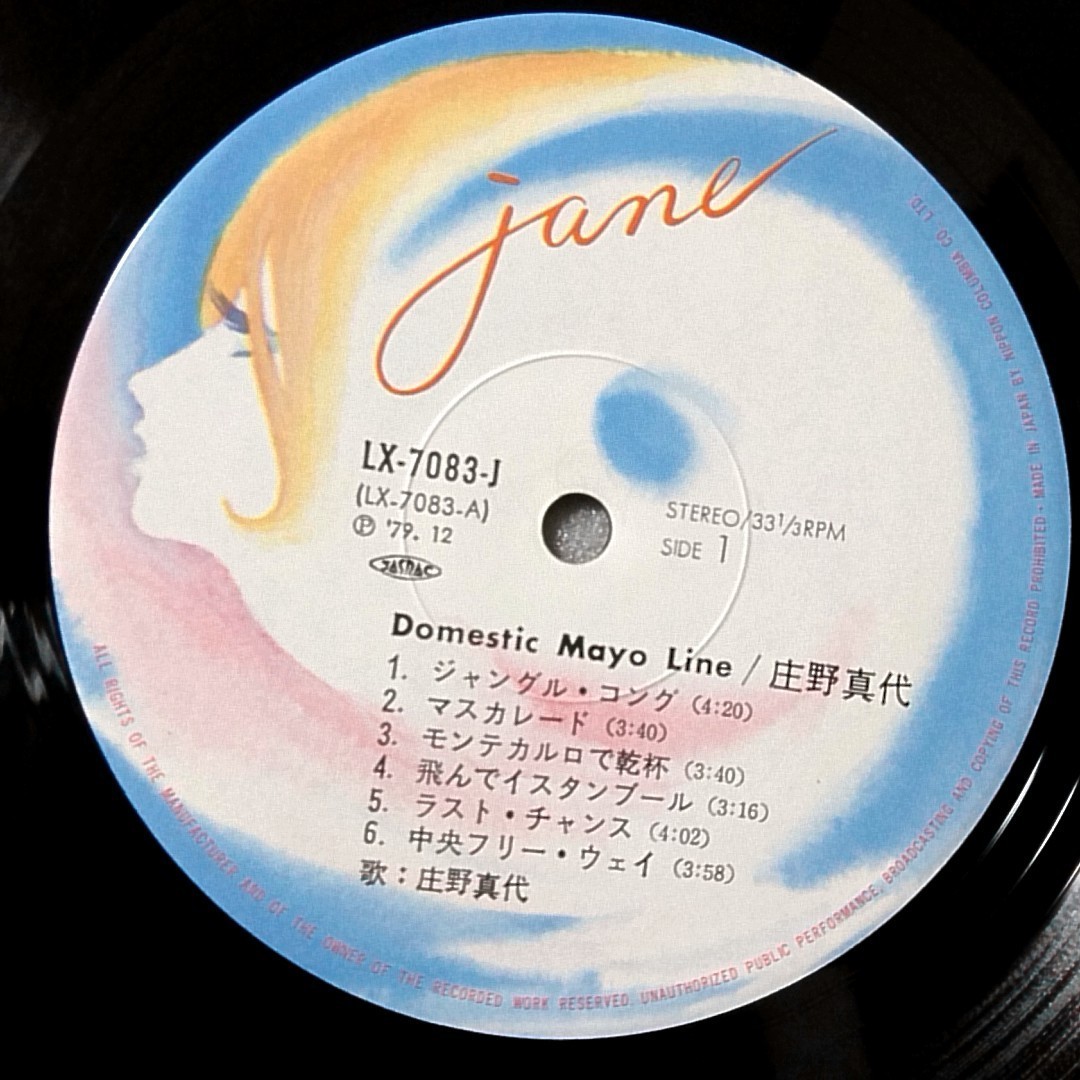 jane
LX-7083-J
(LX-7083-A)
Ⓟ '79. 12
JASRAC
STEREO/33 1/3 RPM
SIDE 1
Domestic Mayo Line / 庄野真代
1. ジャングル・コング (4:20)
2. マスカレード (3:40)
3. モンテカルロで乾杯 (3:40)
4. 飛んでイスタンブール (3:16)
5. ラスト・チャンス (4:02)
6. 中央フリー・ウェイ (3:58)
歌：庄野真代
ALL RIGHTS OF THE MANUFACTURER AND OF THE OWNER OF THE RECORDED WORK RESERVED. UNAUTHORIZED PUBLIC PERFORMANCE, BROADCASTING AND COPYING OF THIS RECORD PROHIBITED · MADE IN JAPAN BY NIPPON COLUMBIA CO. LTD.